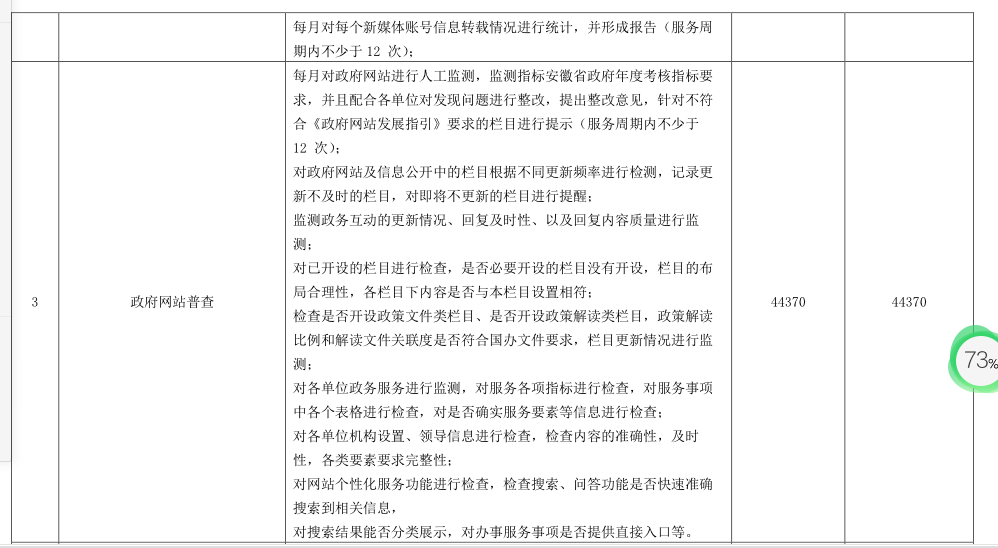 每月对每个新媒体账号信息转载情况进行统计，并形成报告（服务周
期内不少于 12 次）；
3
政府网站普查
每月对政府网站进行人工监测，监测指标安徽省政府年度考核指标要
求，并且配合各单位对发现问题进行整改，提出整改意见，针对不符
合《政府网站发展指引》要求的栏目进行提示（服务周期内不少于
12 次）；
对政府网站及信息公开中的栏目根据不同更新频率进行检测，记录更
新不及时的栏目，对即将不更新的栏目进行提醒；
监测政务互动的更新情况、回复及时性、以及回复内容质量进行监
测；
对已开设的栏目进行检查，是否必要开设的栏目没有开设，栏目的布
局合理性，各栏目下内容是否与本栏目设置相符；
检查是否开设政策文件类栏目、是否开设政策解读类栏目，政策解读
比例和解读文件关联度是否符合国办文件要求，栏目更新情况进行监
测；
对各单位政务服务进行监测，对服务各项指标进行检查，对服务事项
中各个表格进行检查，对是否确实服务要素等信息进行检查；
对各单位机构设置、领导信息进行检查，检查内容的准确性，及时
性，各类要素要求完整性；
对网站个性化服务功能进行检查，检查搜索、问答功能是否快速准确
搜索到相关信息，
对搜索结果能否分类展示，对办事服务事项是否提供直接入口等。
44370
44370
73%